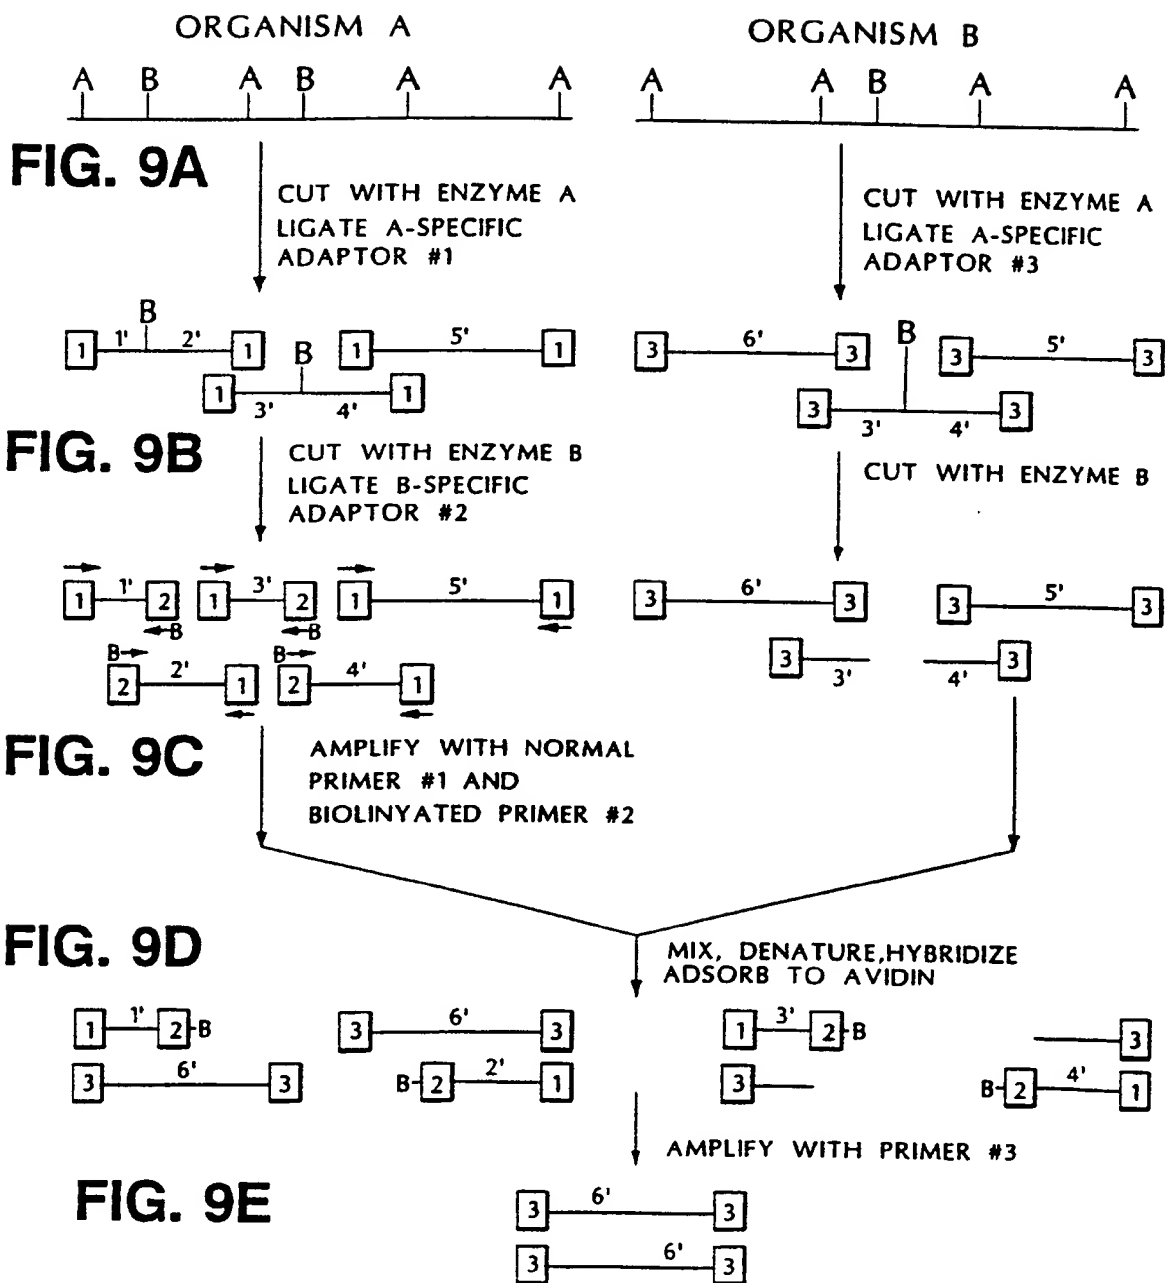 ORGANISM A
ORGANISM B
A B A B A A
A A B A A
FIG. 9A
CUT WITH ENZYME A
LIGATE A-SPECIFIC
ADAPTOR #1
CUT WITH ENZYME A
LIGATE A-SPECIFIC
ADAPTOR #3
B
1 1' 2' 1
B
1 3' 4' 1
1 5' 1
3 6' 3
B
3 3' 4' 3
3 5' 3
FIG. 9B
CUT WITH ENZYME B
LIGATE B-SPECIFIC
ADAPTOR #2
CUT WITH ENZYME B
1 1' 2
B
1 3' 2
B
1 5' 1
B
2 2' 1
B
2 4' 1
3 6' 3
3 5' 3
3 3'
4' 3
FIG. 9C
AMPLIFY WITH NORMAL
PRIMER #1 AND
BIOLINYATED PRIMER #2
FIG. 9D
MIX, DENATURE,HYBRIDIZE
ADSORB TO AVIDIN
1 1' 2-B
3 6' 3
3 6' 3
B-2 2' 1
1 3' 2-B
3
3
B-2 4' 1
AMPLIFY WITH PRIMER #3
FIG. 9E
3 6' 3
3 6' 3